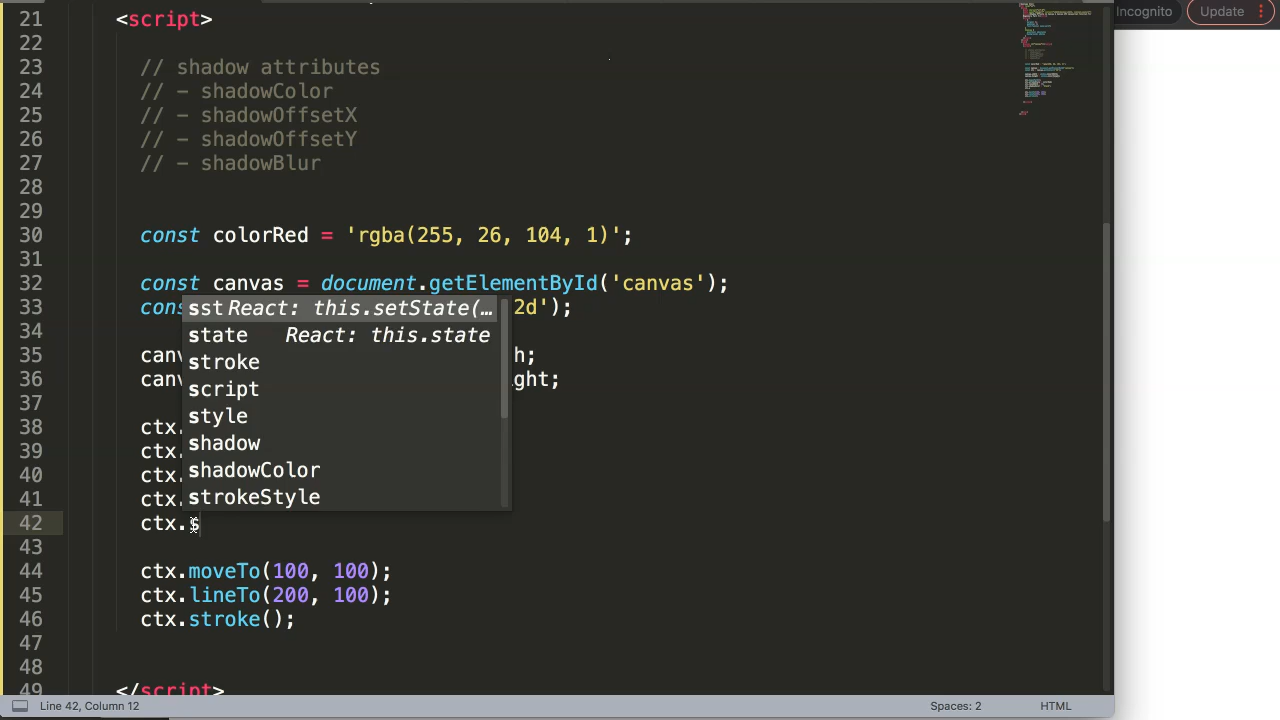 Incognito
Update
21 <script>
22
23 // shadow attributes
24 // - shadowColor
25 // - shadowOffsetX
26 // - shadowOffsetY
27 // - shadowBlur
28
29
30 const colorRed = 'rgba(255, 26, 104, 1)';
31
32 const canvas = document.getElementById('canvas');
33 cons 2d');
sst React: this.setState(…
34
state React: this.state
35 canv h;
stroke
36 canv ght;
script
37
style
38 ctx.
shadow
39 ctx.
40 ctx.
shadowColor
41 ctx.
strokeStyle
42 ctx.s
43
44 ctx.moveTo(100, 100);
45 ctx.lineTo(200, 100);
46 ctx.stroke();
47
48
49 </script>
Line 42, Column 12
Spaces: 2
HTML